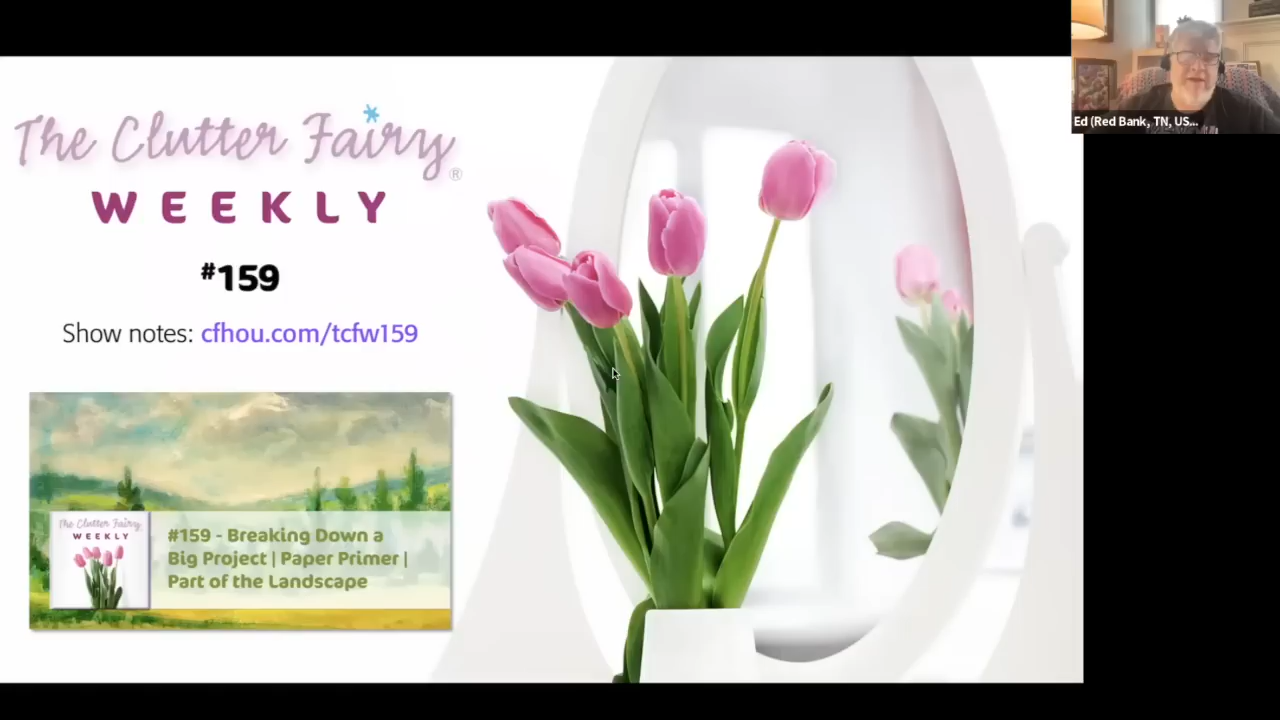 The Clutter Fairy
®
WEEKLY
#159
Show notes: cfhou.com/tcfw159
The Clutter Fairy
WEEKLY
#159 - Breaking Down a
Big Project | Paper Primer |
Part of the Landscape
Ed (Red Bank, TN, US...